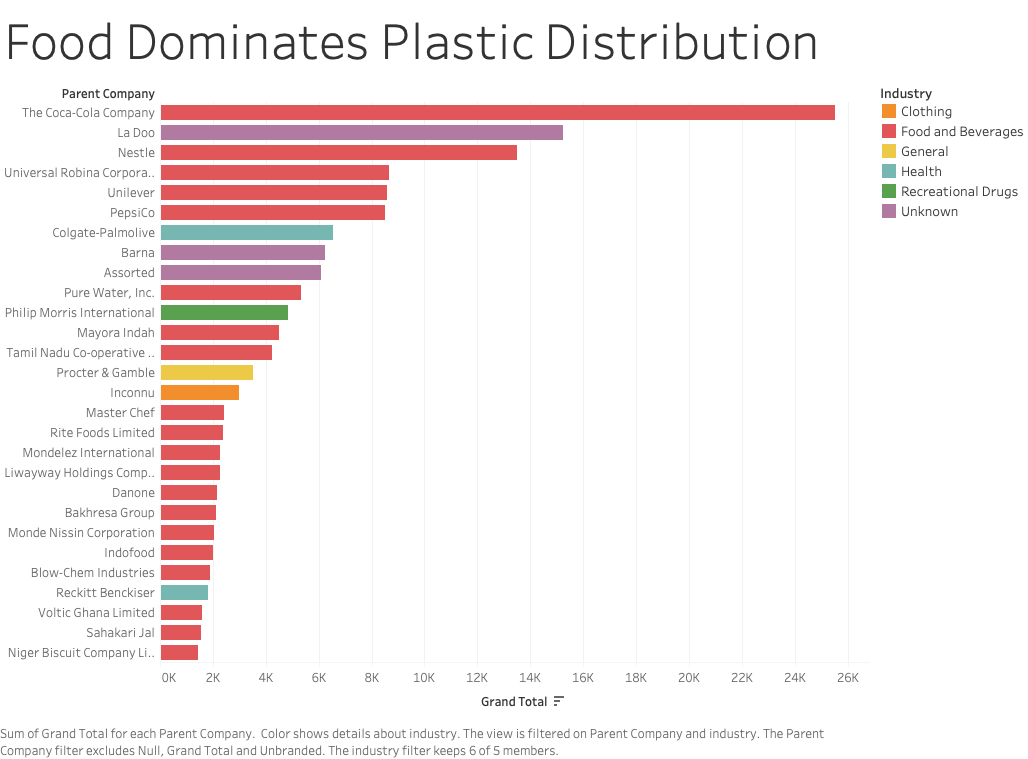 Food Dominates Plastic Distribution
Parent Company
The Coca-Cola Company
La Doo
Nestle
Universal Robina Corpora..
Unilever
PepsiCo
Colgate-Palmolive
Barna
Assorted
Pure Water, Inc.
Philip Morris International
Mayora Indah
Tamil Nadu Co-operative ..
Procter & Gamble
Inconnu
Master Chef
Rite Foods Limited
Mondelez International
Liwayway Holdings Comp..
Danone
Bakhresa Group
Monde Nissin Corporation
Indofood
Blow-Chem Industries
Reckitt Benckiser
Voltic Ghana Limited
Sahakari Jal
Niger Biscuit Company Li..
0K 2K 4K 6K 8K 10K 12K 14K 16K 18K 20K 22K 24K 26K
Grand Total
Industry
Clothing
Food and Beverages
General
Health
Recreational Drugs
Unknown
Sum of Grand Total for each Parent Company. Color shows details about industry. The view is filtered on Parent Company and industry. The Parent
Company filter excludes Null, Grand Total and Unbranded. The industry filter keeps 6 of 5 members.